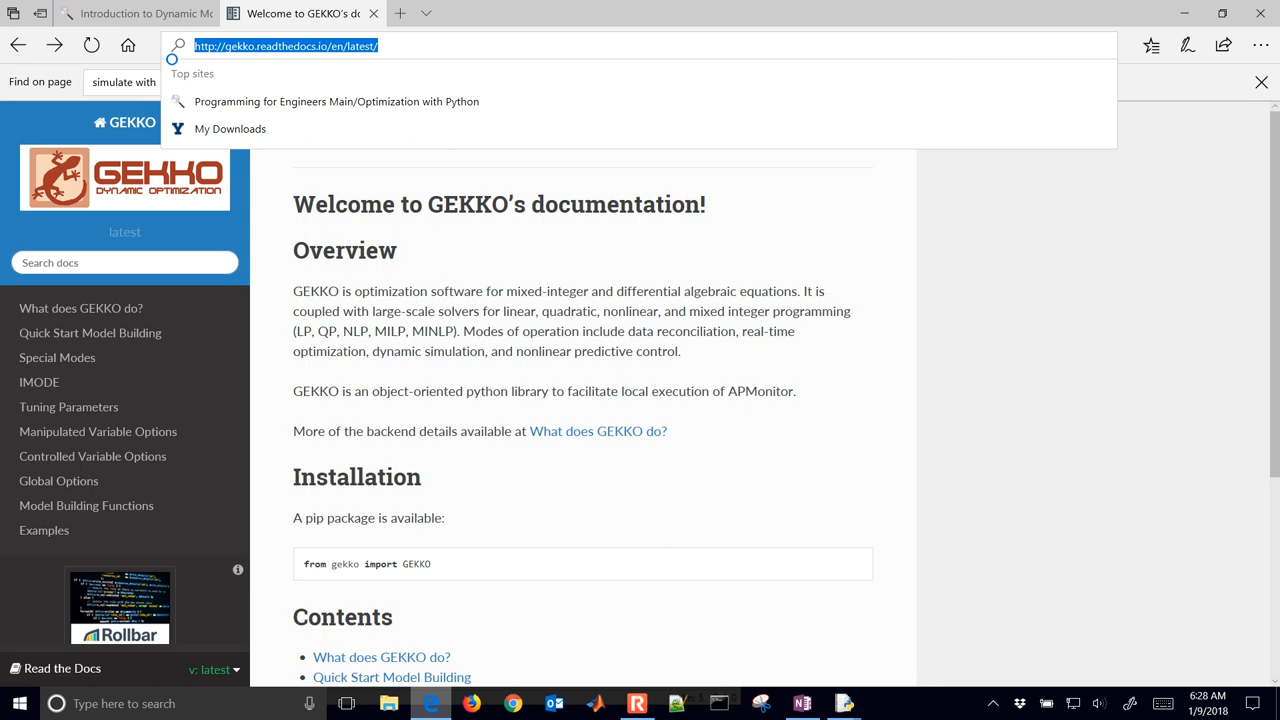 Introduction to Dynamic Mo
Welcome to GEKKO's do
http://gekko.readthedocs.io/en/latest/
Find on page
simulate with
Top sites
Programming for Engineers Main/Optimization with Python
My Downloads
GEKKO
GEKKO
DYNAMIC OPTIMIZATION
latest
Search docs
What does GEKKO do?
Quick Start Model Building
Special Modes
IMODE
Tuning Parameters
Manipulated Variable Options
Controlled Variable Options
Global Options
Model Building Functions
Examples
Rollbar
Read the Docs
v: latest
Welcome to GEKKO's documentation!
Overview
GEKKO is optimization software for mixed-integer and differential algebraic equations. It is
coupled with large-scale solvers for linear, quadratic, nonlinear, and mixed integer programming
(LP, QP, NLP, MILP, MINLP). Modes of operation include data reconciliation, real-time
optimization, dynamic simulation, and nonlinear predictive control.
GEKKO is an object-oriented python library to facilitate local execution of APMonitor.
More of the backend details available at What does GEKKO do?
Installation
A pip package is available:
from gekko import GEKKO
Contents
• What does GEKKO do?
• Quick Start Model Building
Type here to search
6:28 AM
1/9/2018